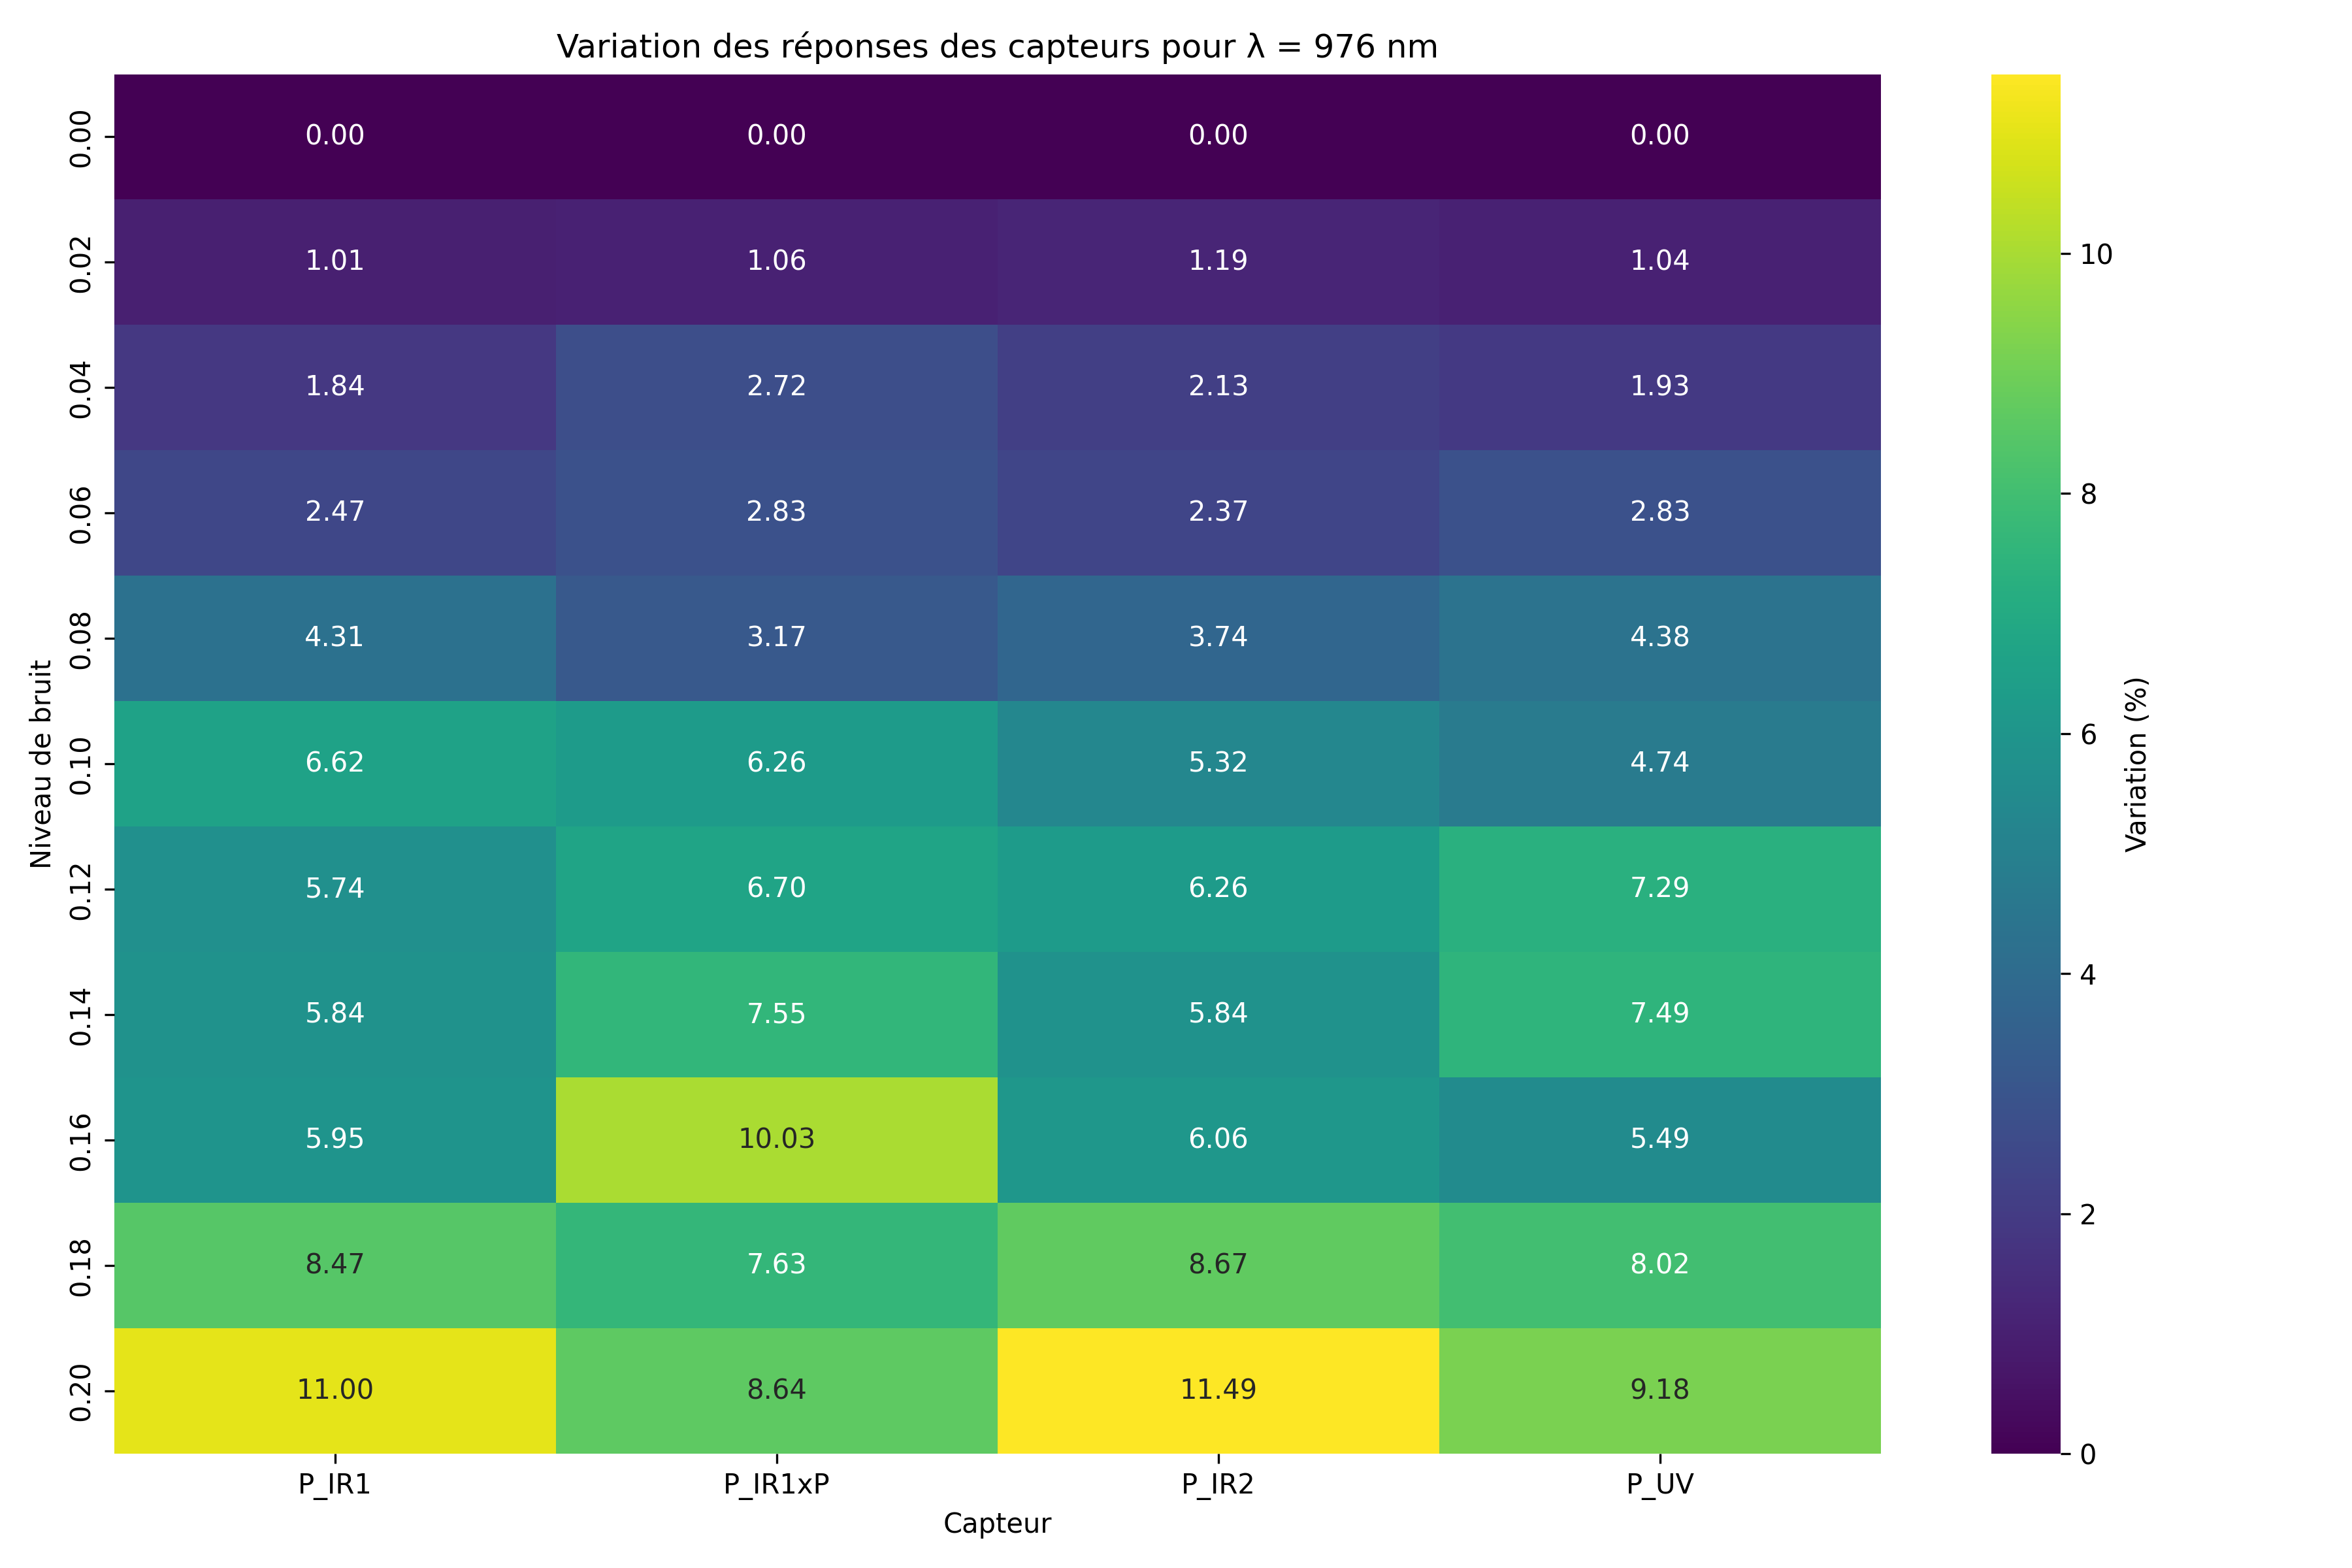 Variation des réponses des capteurs pour λ = 976 nm
0.00 0.00 0.00 0.00 0.00
0.02 1.01 1.06 1.19 1.04
0.04 1.84 2.72 2.13 1.93
0.06 2.47 2.83 2.37 2.83
0.08 4.31 3.17 3.74 4.38
0.10 6.62 6.26 5.32 4.74
0.12 5.74 6.70 6.26 7.29
0.14 5.84 7.55 5.84 7.49
0.16 5.95 10.03 6.06 5.49
0.18 8.47 7.63 8.67 8.02
0.20 11.00 8.64 11.49 9.18
P_IR1 P_IR1xP P_IR2 P_UV
Capteur
Niveau de bruit
10
8
6
4
2
0
Variation (%)